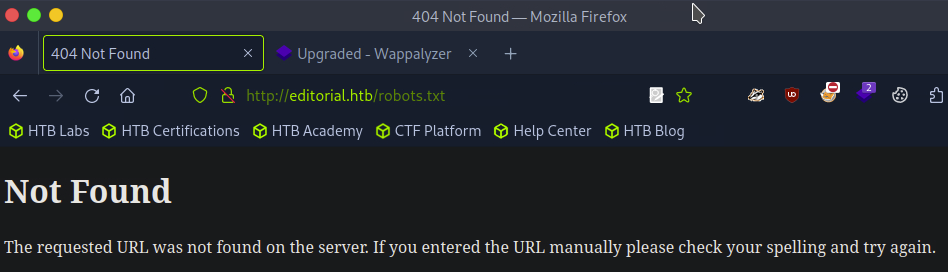 404 Not Found — Mozilla Firefox
404 Not Found
Upgraded - Wappalyzer
http://editorial.htb/robots.txt
2
HTB Labs
HTB Certifications
HTB Academy
CTF Platform
Help Center
HTB Blog
Not Found
The requested URL was not found on the server. If you entered the URL manually please check your spelling and try again.